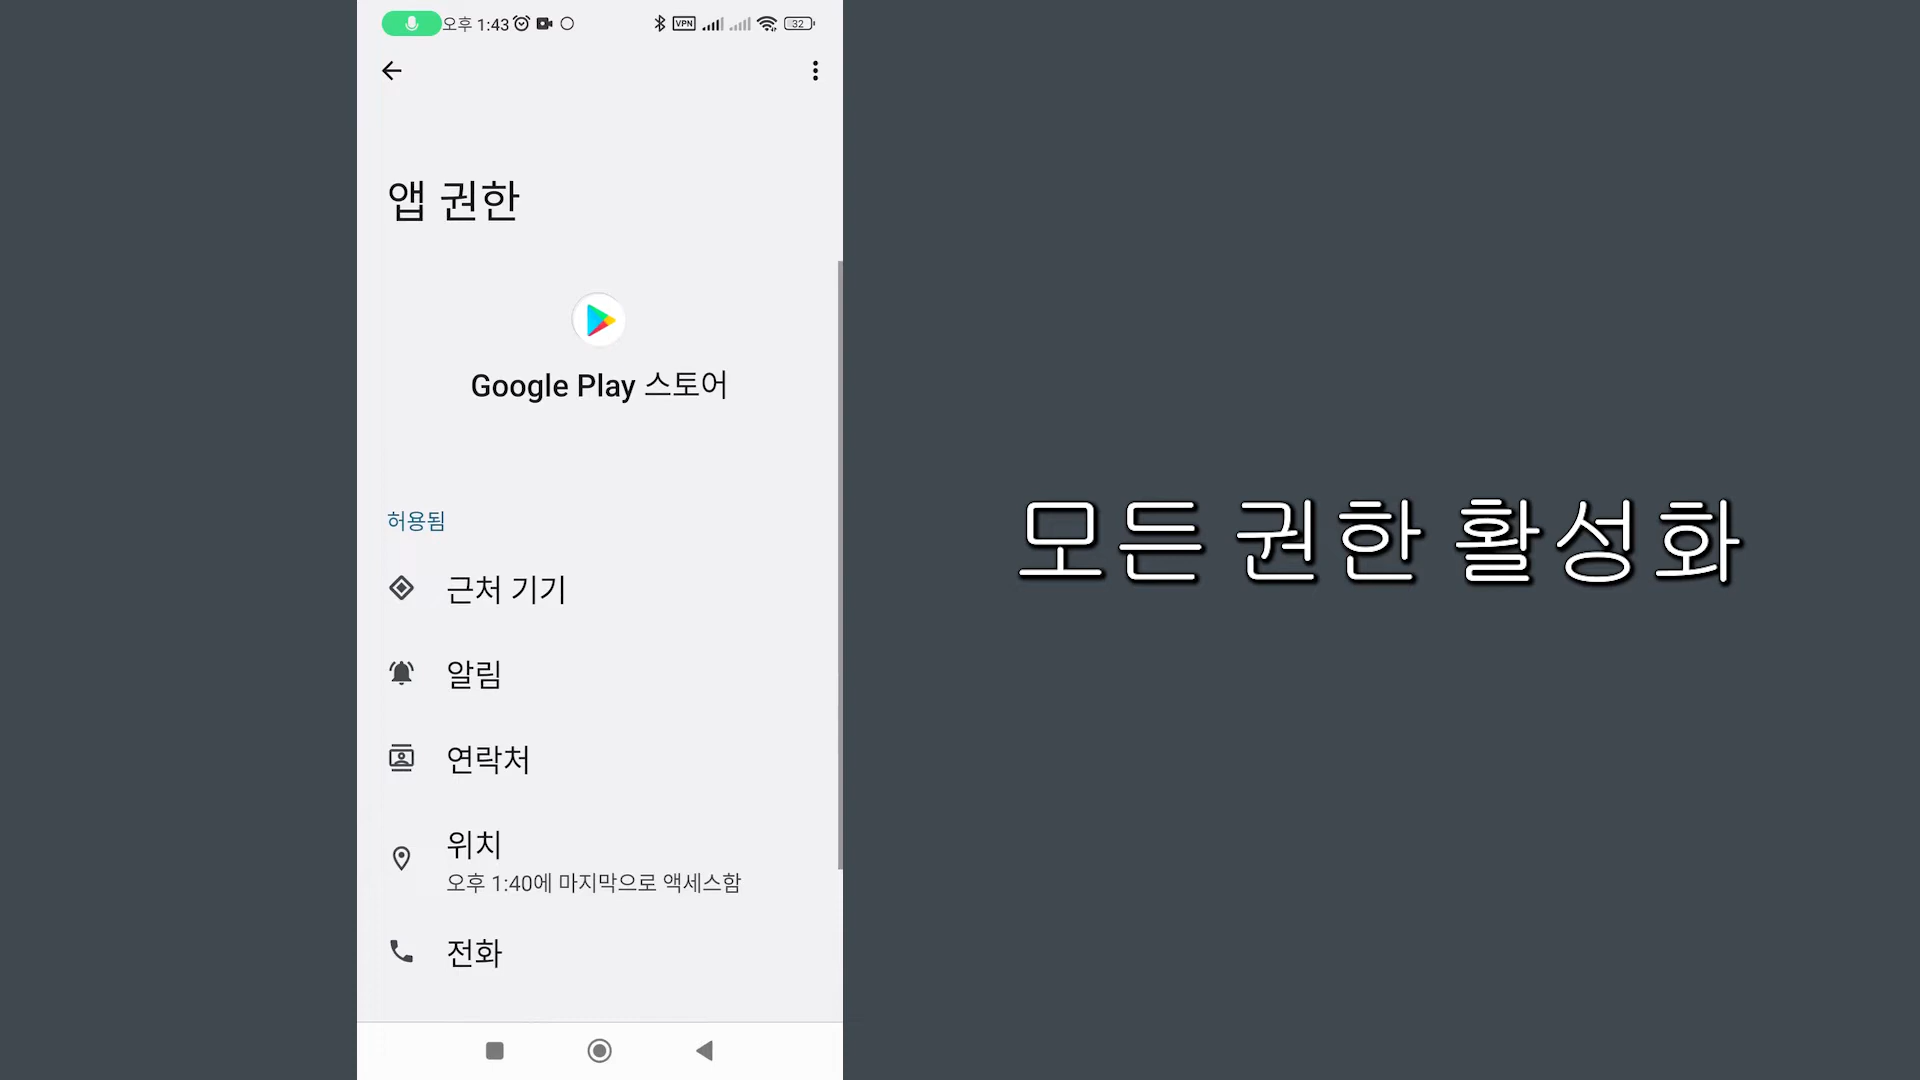 오후 1:43
VPN
32
앱 권한
Google Play 스토어
허용됨
근처 기기
알림
연락처
위치
오후 1:40에 마지막으로 액세스함
전화
모든 권한 활성화